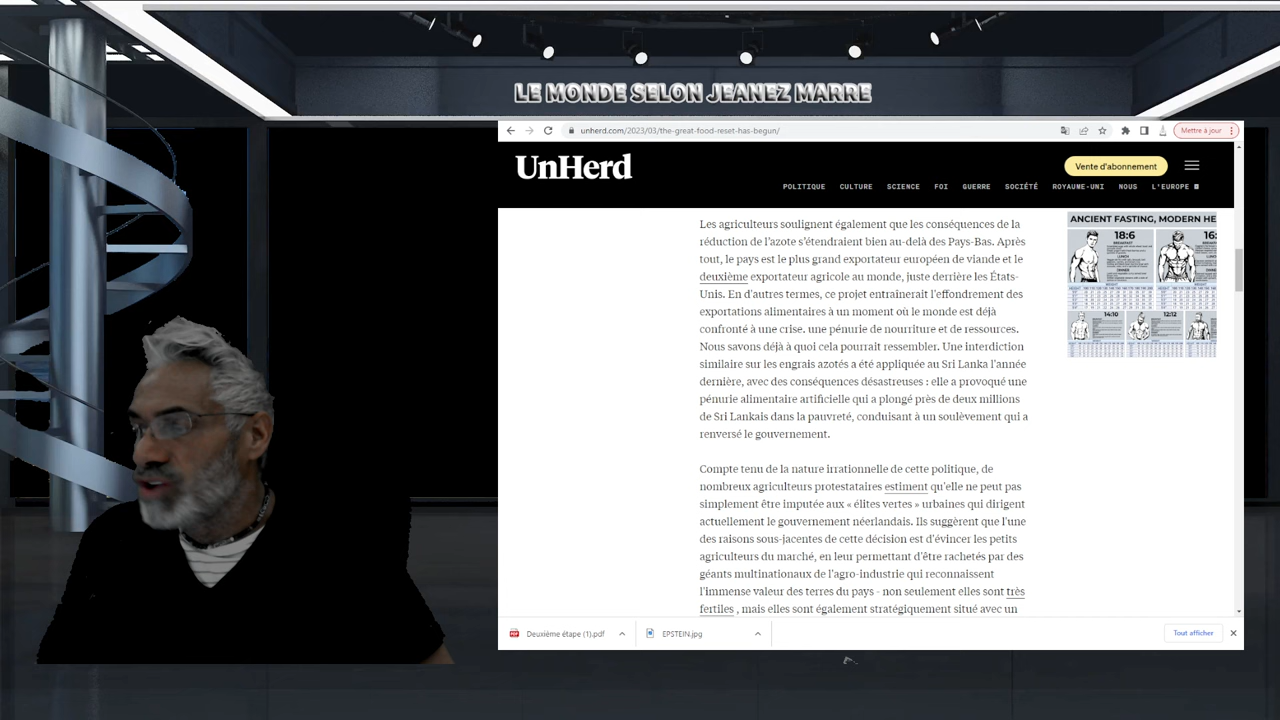 LE MONDE SELON JEANEZ MARRE
unherd.com/2023/03/the-great-food-reset-has-begun/
Mettre à jour
UnHerd
Vente d'abonnement
POLITIQUE CULTURE SCIENCE FOI GUERRE SOCIÉTÉ ROYAUME-UNI NOUS L'EUROPE
Les agriculteurs soulignent également que les conséquences de la
réduction de l'azote s'étendraient bien au-delà des Pays-Bas. Après
tout, le pays est le plus grand exportateur européen de viande et le
deuxième exportateur agricole au monde, juste derrière les États-
Unis. En d'autres termes, ce projet entraînerait l'effondrement des
exportations alimentaires à un moment où le monde est déjà
confronté à une crise. une pénurie de nourriture et de ressources.
Nous savons déjà à quoi cela pourrait ressembler. Une interdiction
similaire sur les engrais azotés a été appliquée au Sri Lanka l'année
dernière, avec des conséquences désastreuses : elle a provoqué une
pénurie alimentaire artificielle qui a plongé près de deux millions
de Sri Lankais dans la pauvreté, conduisant à un soulèvement qui a
renversé le gouvernement.
Compte tenu de la nature irrationnelle de cette politique, de
nombreux agriculteurs protestataires estiment qu'elle ne peut pas
simplement être imputée aux « élites vertes » urbaines qui dirigent
actuellement le gouvernement néerlandais. Ils suggèrent que l'une
des raisons sous-jacentes de cette décision est d'évincer les petits
agriculteurs du marché, en leur permettant d'être rachetés par des
géants multinationaux de l'agro-industrie qui reconnaissent
l'immense valeur des terres du pays - non seulement elles sont très
fertiles , mais elles sont également stratégiquement situé avec un
ANCIENT FASTING, MODERN HE
18:6
16:
14:10
12:12
Deuxième étape (1).pdf
EPSTEIN.jpg
Tout afficher